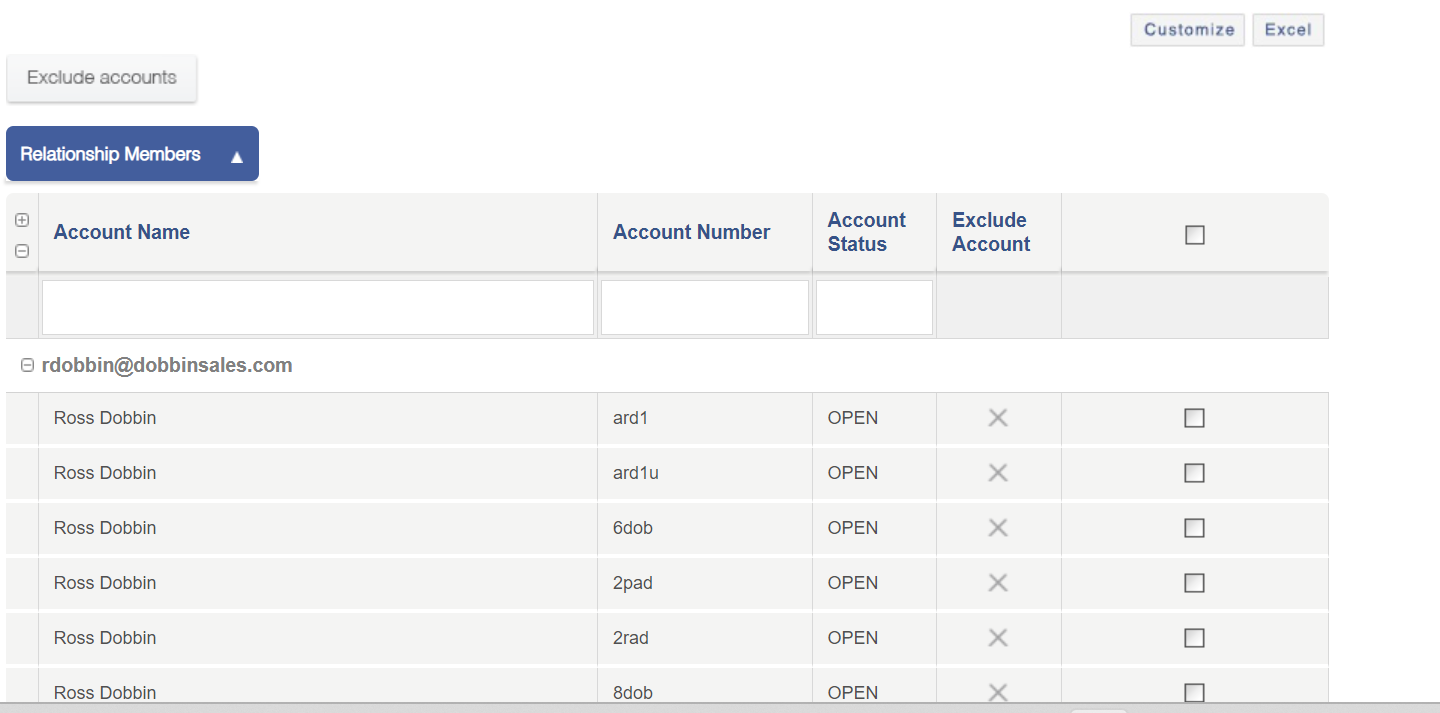 Customize Excel
Exclude accounts
Relationship Members ▲
Account Name Account Number Account Status Exclude Account
rdobbin@dobbinsales.com
Ross Dobbin ard1 OPEN
Ross Dobbin ard1u OPEN
Ross Dobbin 6dob OPEN
Ross Dobbin 2pad OPEN
Ross Dobbin 2rad OPEN
Ross Dobbin 8dob OPEN